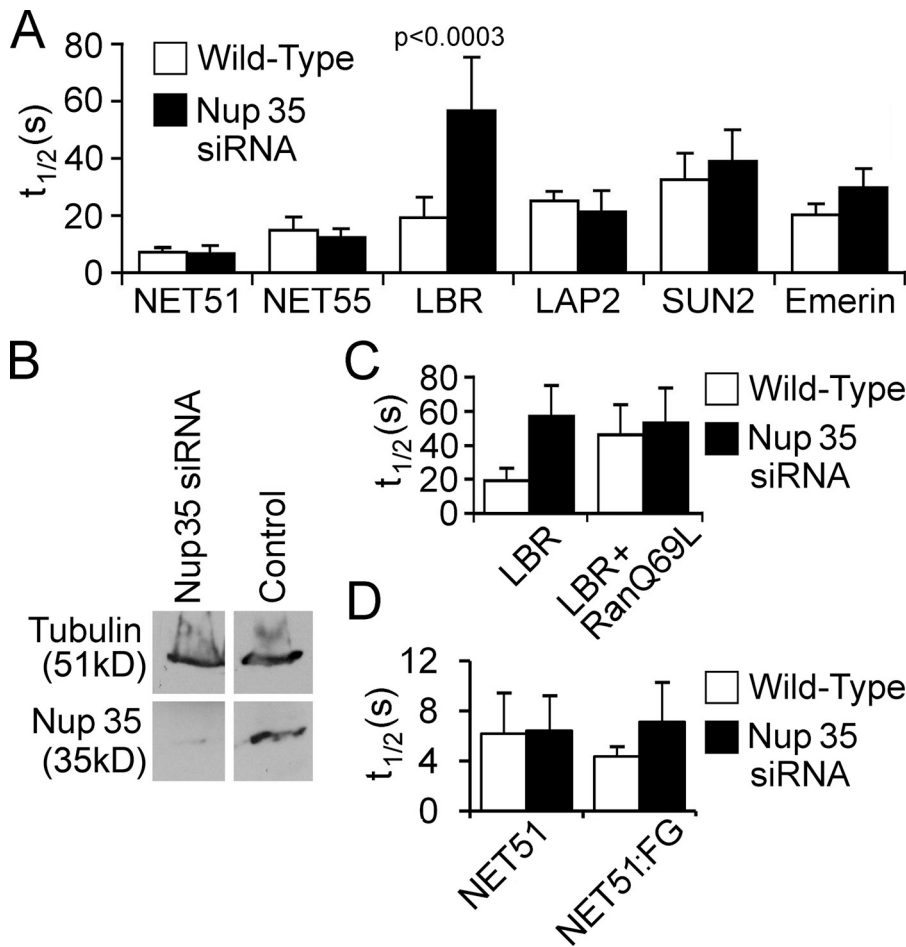 A
80
60
40
20
0
t1/2(s)
Wild-Type
Nup 35
siRNA
p<0.0003
NET51 NET55 LBR LAP2 SUN2 Emerin
B
Nup35 siRNA
Control
Tubulin
(51kD)
Nup 35
(35kD)
C
80
60
40
20
0
t1/2(s)
Wild-Type
Nup 35
siRNA
LBR
LBR+
RanQ69L
D
12
8
4
0
t1/2(s)
Wild-Type
Nup 35
siRNA
NET51
NET51:FG